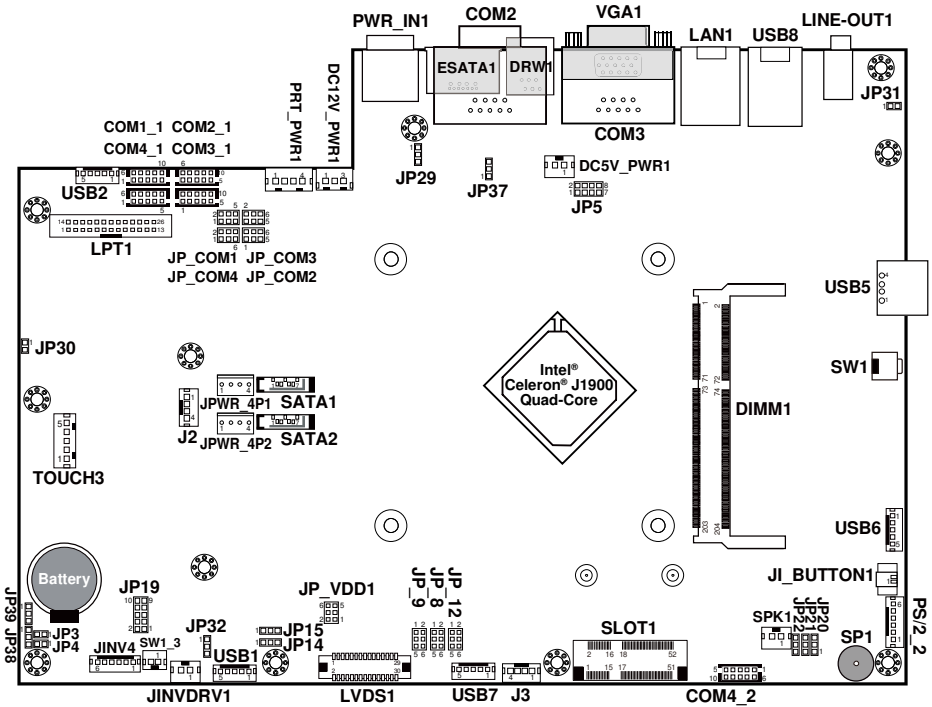 COM2
VGA1
LINE-OUT1
PWR_IN1
LAN1
USB8
ESATA1
DRW1
DC12V_PWR1
PRT_PWR1
JP31
COM3
COM1_1
COM2_1
COM4_1
COM3_1
JP29
JP37
DC5V_PWR1
JP5
USB2
LPT1
JP_COM1
JP_COM3
JP_COM4
JP_COM2
USB5
JP30
SW1
Intel®
Celeron® J1900
Quad-Core
JPWR_4P1
SATA1
J2
JPWR_4P2
SATA2
DIMM1
TOUCH3
USB6
Battery
JI_BUTTON1
JP19
JP_VDD1
JP_9
JP_8
JP_12
PS/2_2
JP39
JP38
JP3
JP4
JP32
JP15
JP14
SPK1
JP22
JP21
JP20
SLOT1
SP1
JINV4
SW1_3
USB1
JINVDRV1
LVDS1
USB7
J3
COM4_2